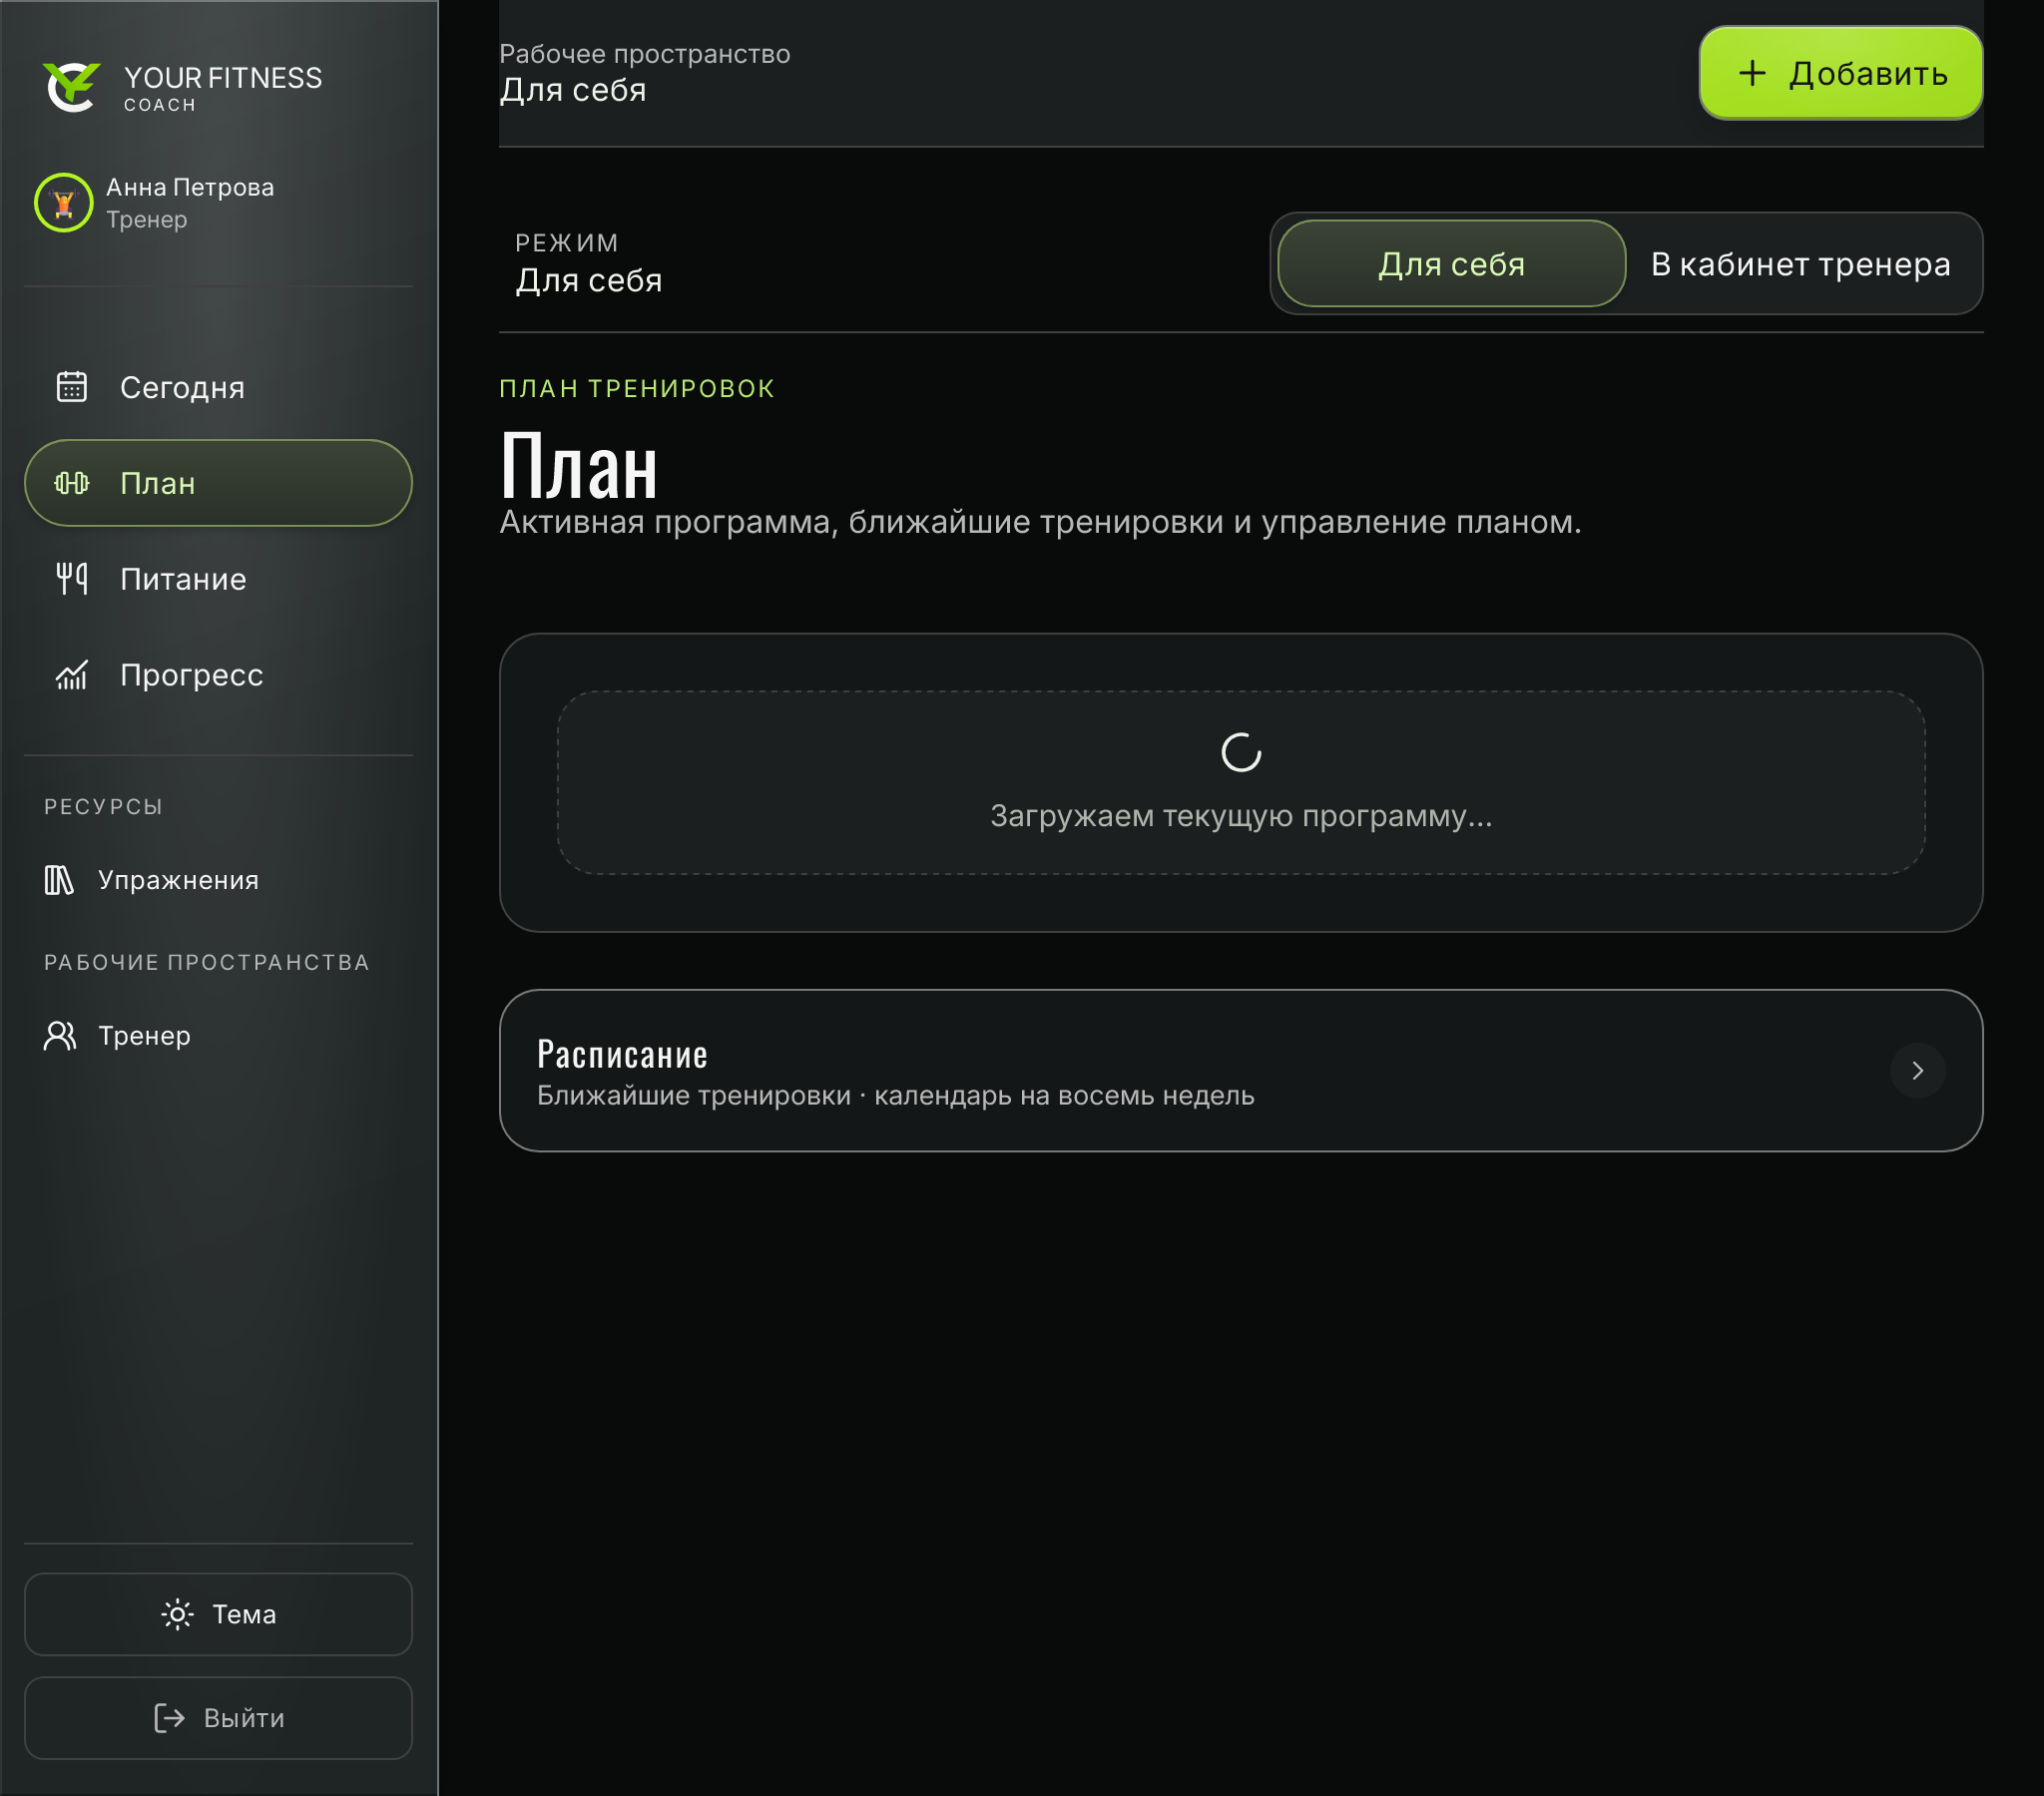 YOUR FITNESS
COACH
Анна Петрова
Тренер
Сегодня
План
Питание
Прогресс
РЕСУРСЫ
Упражнения
РАБОЧИЕ ПРОСТРАНСТВА
Тренер
Тема
Выйти
Рабочее пространство
Для себя
Добавить
РЕЖИМ
Для себя
Для себя
В кабинет тренера
ПЛАН ТРЕНИРОВОК
План
Активная программа, ближайшие тренировки и управление планом.
Загружаем текущую программу...
Расписание
Ближайшие тренировки · календарь на восемь недель